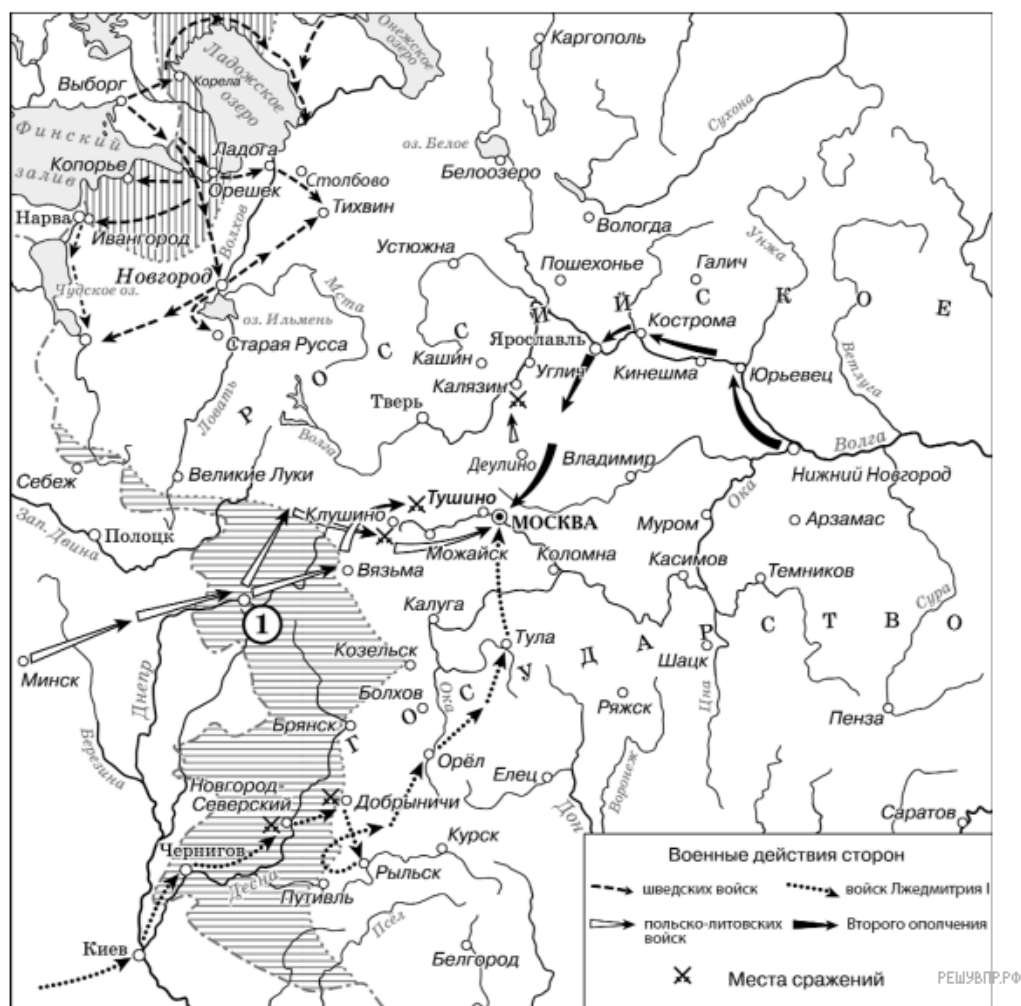 Каргополь
Онежское
озеро
Ладожское
озеро
Корела
Выборг
Сухона
Финский
залив
оз. Белое
Белоозеро
Ладога
Копорье
Орешек
Столбово
Тихвин
Нарва
Ивангород
Волхов
Вологда
Унжа
Устюжна
Пошехонье
Галич
Новгород
Чудское оз.
Мста
оз. Ильмень
Старая Русса
РОССИЙСКОЕ
Ярославль
Кострома
Кашин
Углич
Кинешма
Юрьевец
Ветлуга
Калязин
Тверь
Ловать
Волга
Волга
Деулино
Владимир
Нижний Новгород
Себеж
Великие Луки
Ока
Клушино
Тушино
МОСКВА
Зап. Двина
Полоцк
Можайск
Муром
Арзамас
Вязьма
Коломна
Касимов
Темников
Сура
1
Калуга
Тула
ГОСУДАРСТВО
Козельск
Шацк
Минск
Днепр
Болхов
Ока
Ряжск
Цна
Пенза
Березина
Брянск
Орёл
Елец
Воронеж
Дон
Новгород-
Северский
Добрыничи
Саратов
Курск
Чернигов
Рыльск
Десна
Путивль
Псёл
Киев
Белгород
Военные действия сторон
шведских войск
войск Лжедмитрия I
польско-литовских
войск
Второго ополчения
Места сражений
РЕШУВПР.РФ